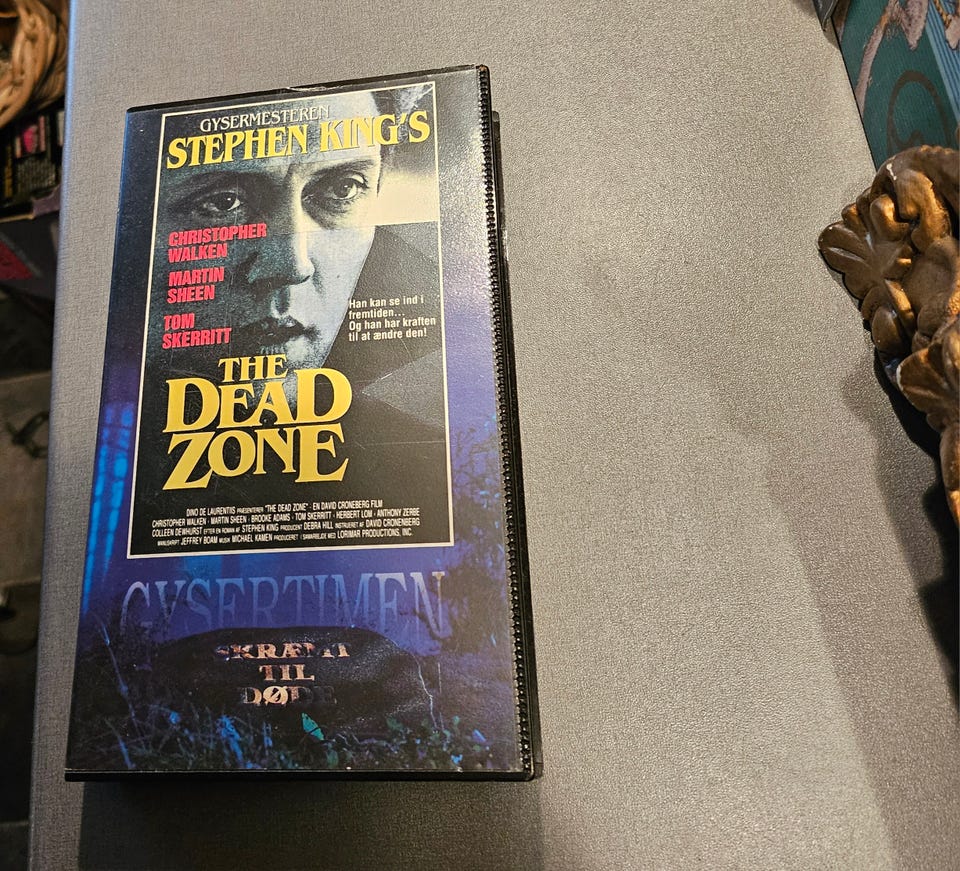 GYSERMESTEREN
STEPHEN KING'S
CHRISTOPHER
WALKEN
MARTIN
SHEEN
TOM
SKERRITT
Han kan se ind i
fremtiden...
Og han har kraften
til at ændre den!
THE
DEAD
ZONE
DINO DE LAURENTIIS PRESENTERER "THE DEAD ZONE" - EN DAVID CRONEBERG FILM
CHRISTOPHER WALKEN · MARTIN SHEEN · BROOKE ADAMS · TOM SKERRITT · HERBERT LOM · ANTHONY ZERBE
COLLEEN DEWHURST EFTER EN ROMAN AF STEPHEN KING PRODUCENT DEBRA HILL INSTRUERET AF DAVID CRONENBERG
MANUSKRIPT JEFFREY BOAM MUSIK MICHAEL KAMEN PRODUCERET I SAMARBEJDE MED LORIMAR PRODUCTIONS, INC.
GYSERTIMEN
SKRÆMT
TIL
DØDE